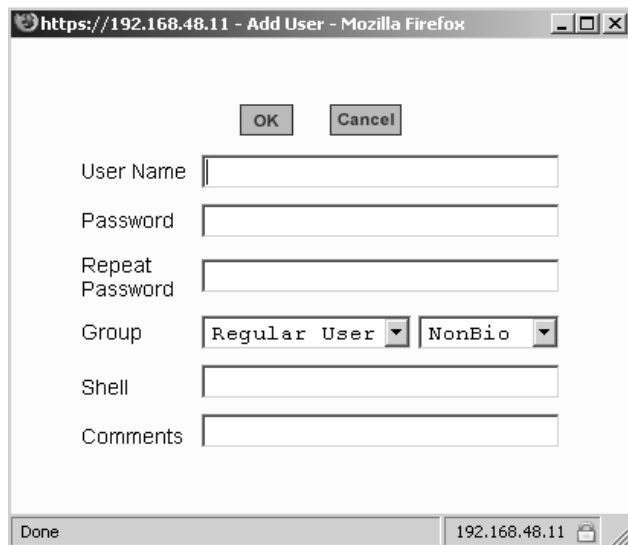 https://192.168.48.11 - Add User - Mozilla Firefox
OK Cancel
User Name
Password
Repeat
Password
Group Regular User NonBio
Shell
Comments
Done 192.168.48.11